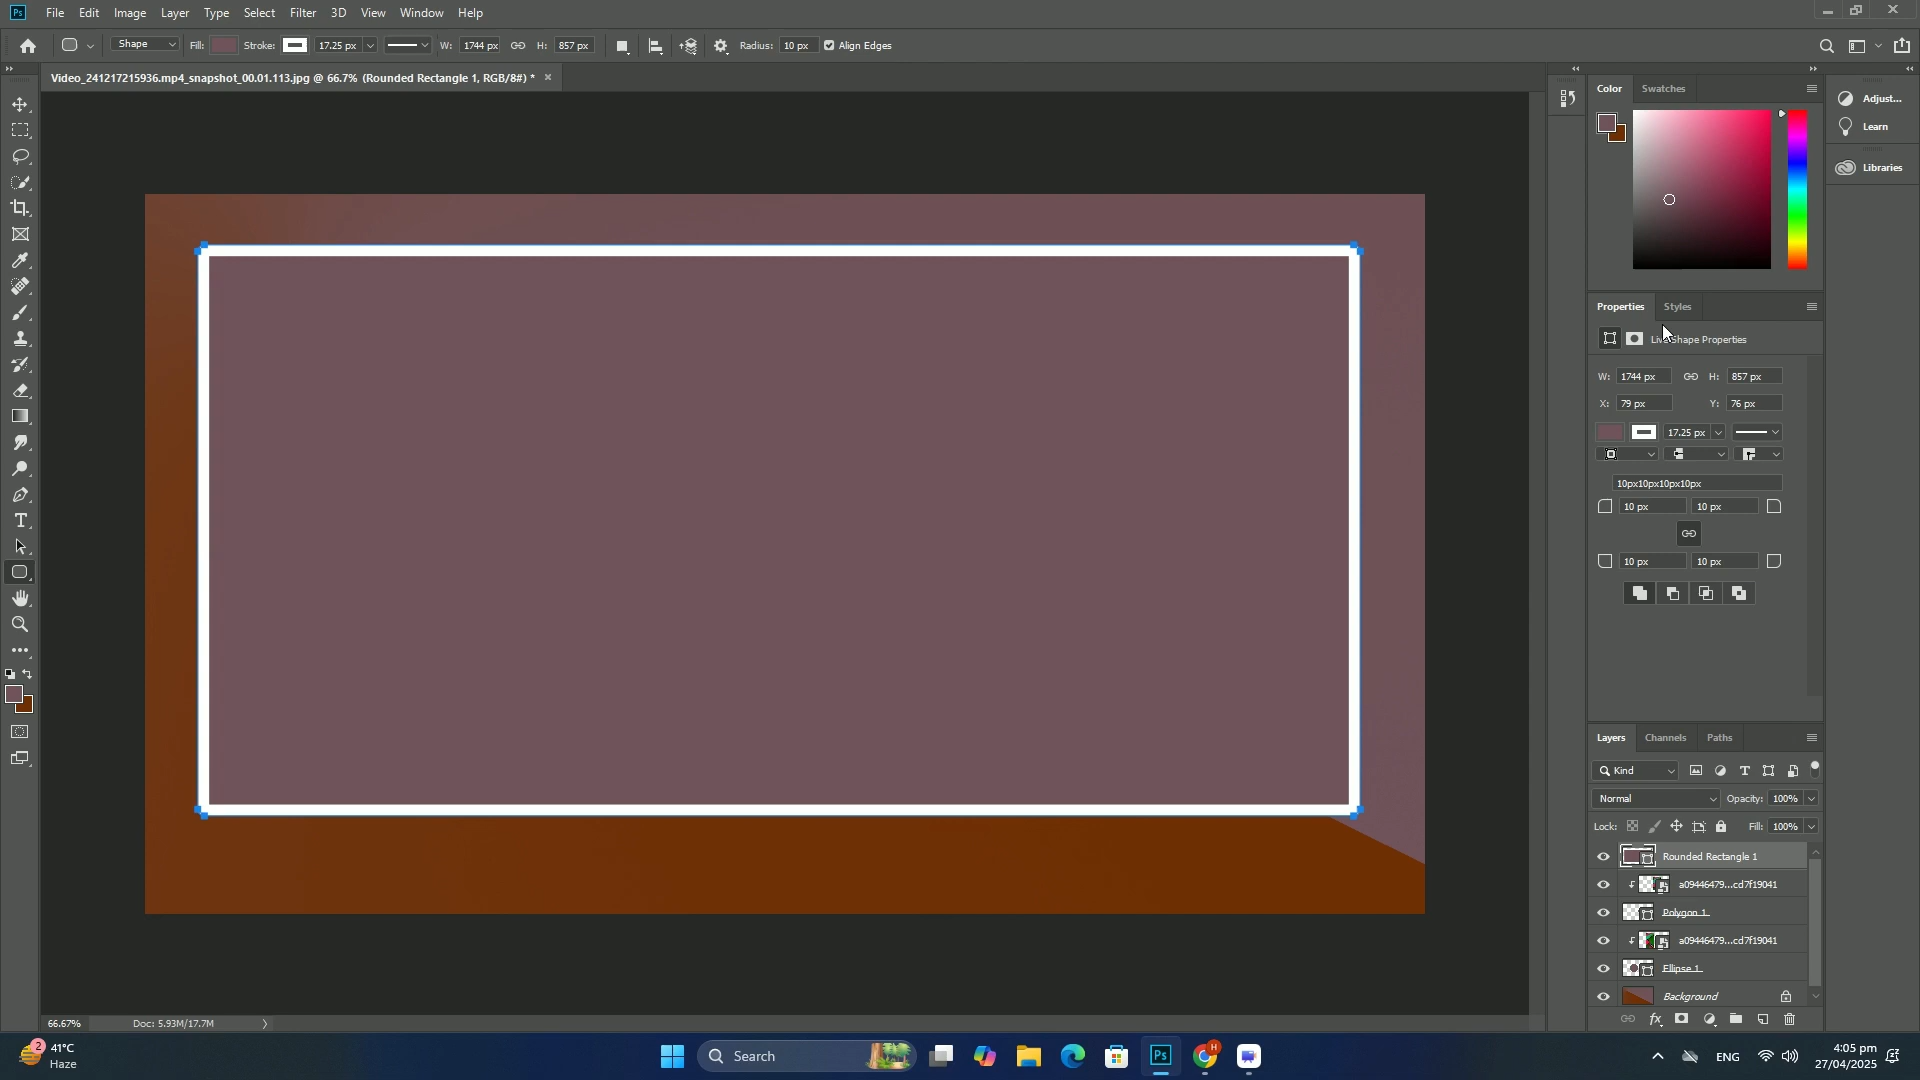 Ps File Edit Image Layer Type Select Filter 3D View Window Help
Shape Fill: Stroke: 17.25 px W: 1744 px H: 857 px Radius: 10 px Align Edges
Video_241217215936.mp4_snapshot_00.01.113.jpg @ 66.7% (Rounded Rectangle 1, RGB/8#) * ×
Color Swatches
Adjust...
Learn
Libraries
Properties Styles
Live Shape Properties
W: 1744 px H: 857 px
X: 79 px Y: 76 px
17.25 px
10px10px10px10px
10 px 10 px
10 px 10 px
Layers Channels Paths
Kind
Normal Opacity: 100%
Lock: Fill: 100%
Rounded Rectangle 1
a09446479...cd7f19041
Polygon 1
a09446479...cd7f19041
Ellipse 1
Background
fx
66.67% Doc: 5.93M/17.7M
2 41°C
Haze
Search
Ps
H
ENG
4:05 pm
27/04/2025